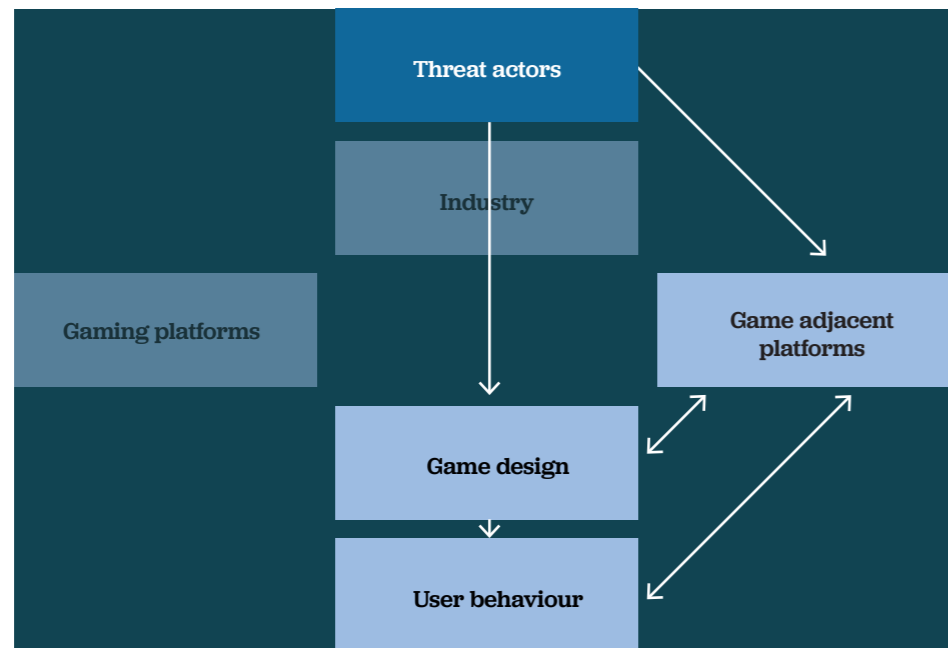 Threat actors
Industry
Gaming platforms
Game adjacent
platforms
Game design
User behaviour